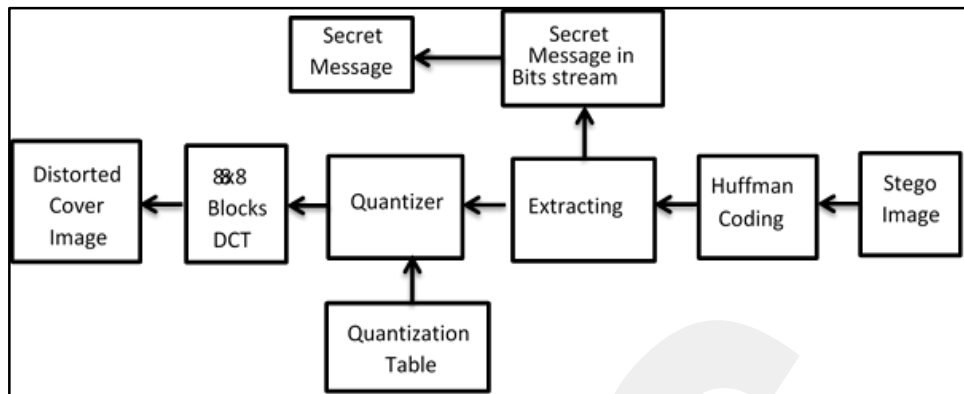 Secret
Message
Secret
Message in
Bits stream
Distorted
Cover
Image
8x8
Blocks
DCT
Quantizer
Extracting
Huffman
Coding
Stego
Image
Quantization
Table